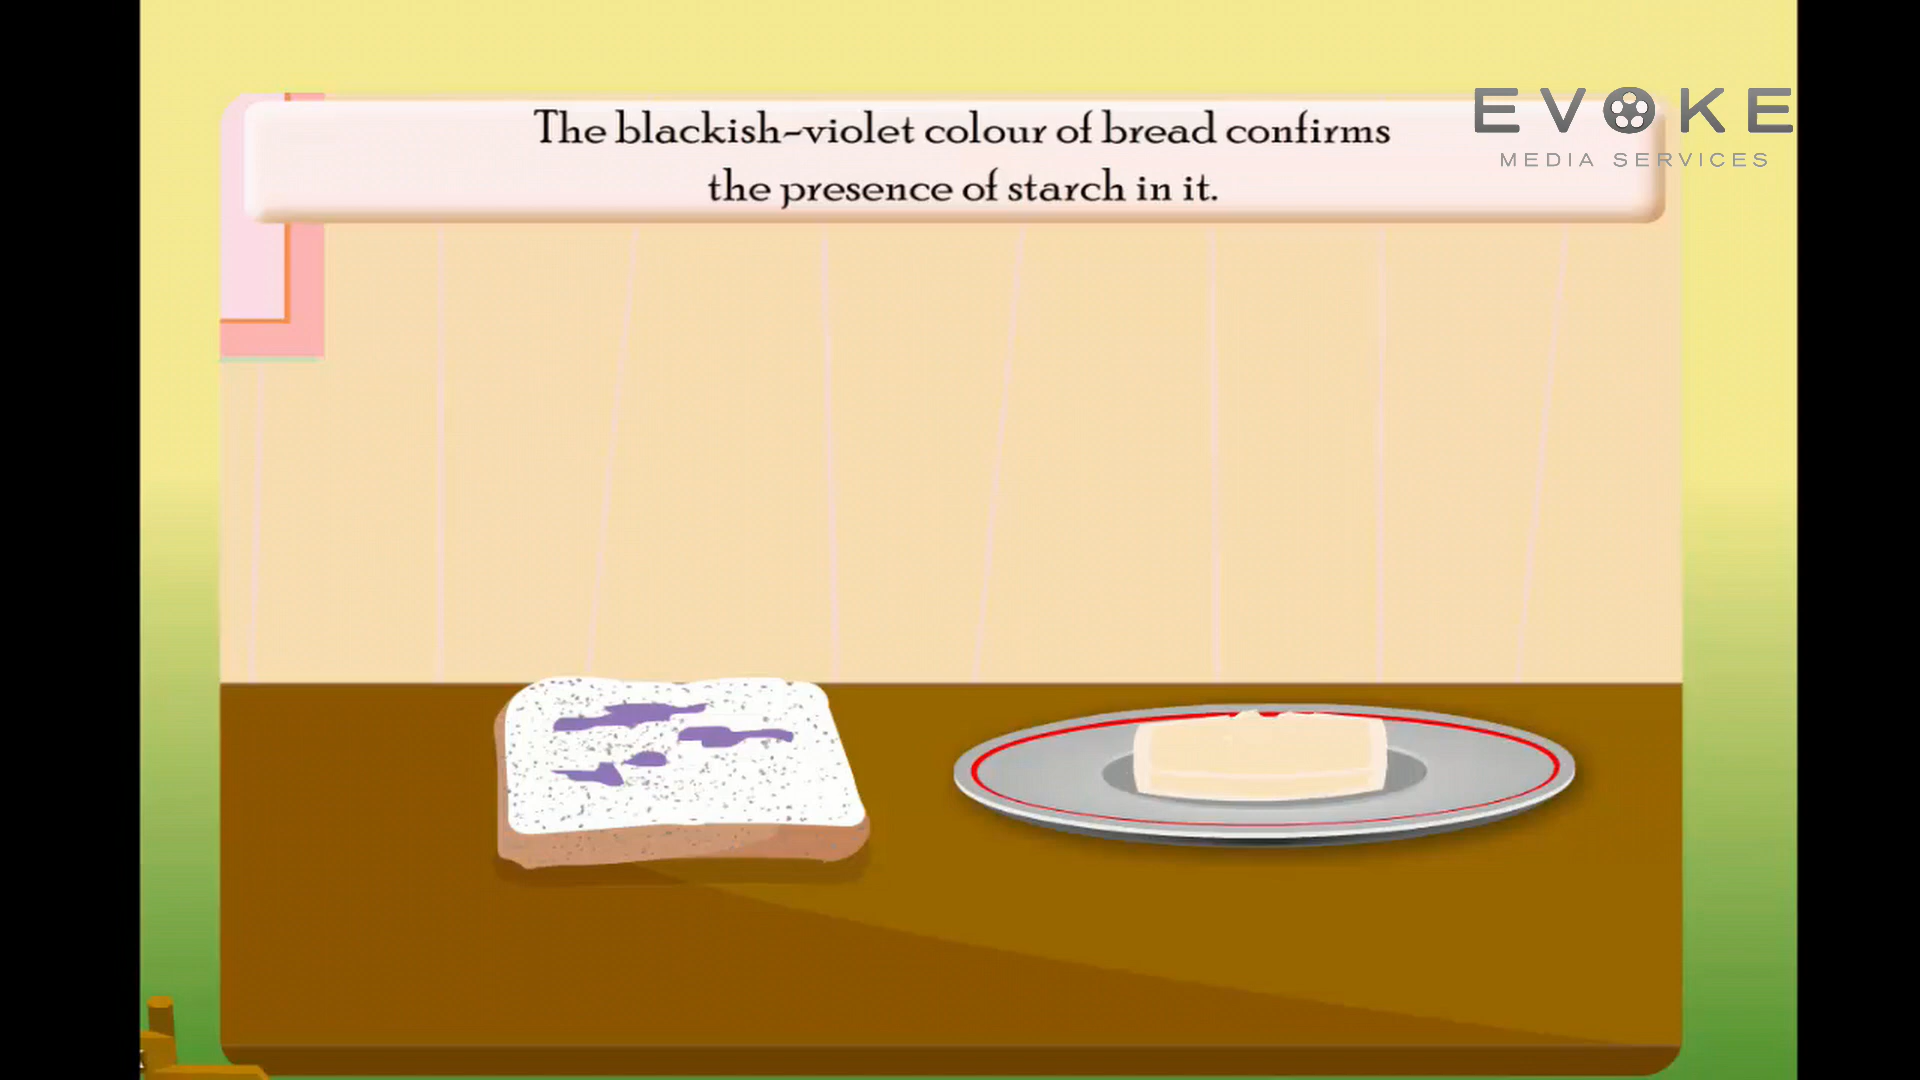 The blackish-violet colour of bread confirms
the presence of starch in it.
EVOKE
MEDIA SERVICES